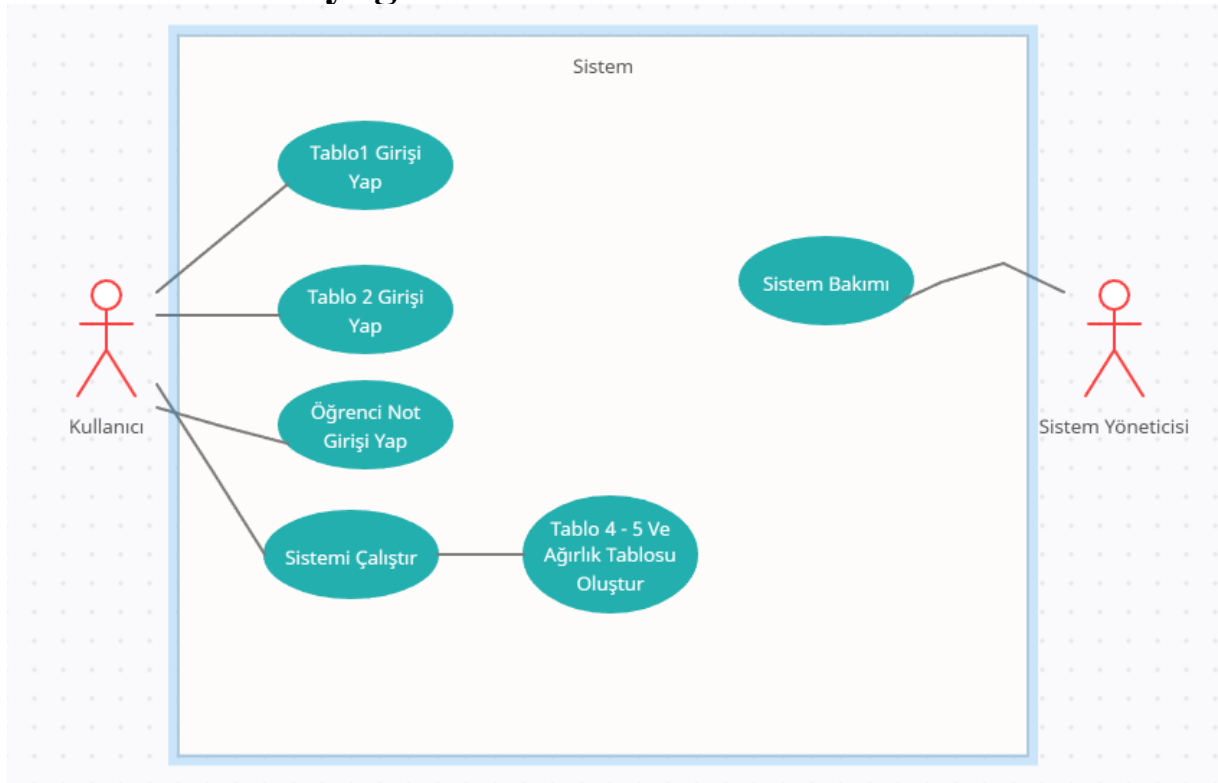 Sistem
Tablo1 Girişi
Yap
Tablo 2 Girişi
Yap
Sistem Bakımı
Öğrenci Not
Girişi Yap
Kullanıcı
Sistem Yöneticisi
Sistemi Çalıştır
Tablo 4 - 5 Ve
Ağırlık Tablosu
Oluştur